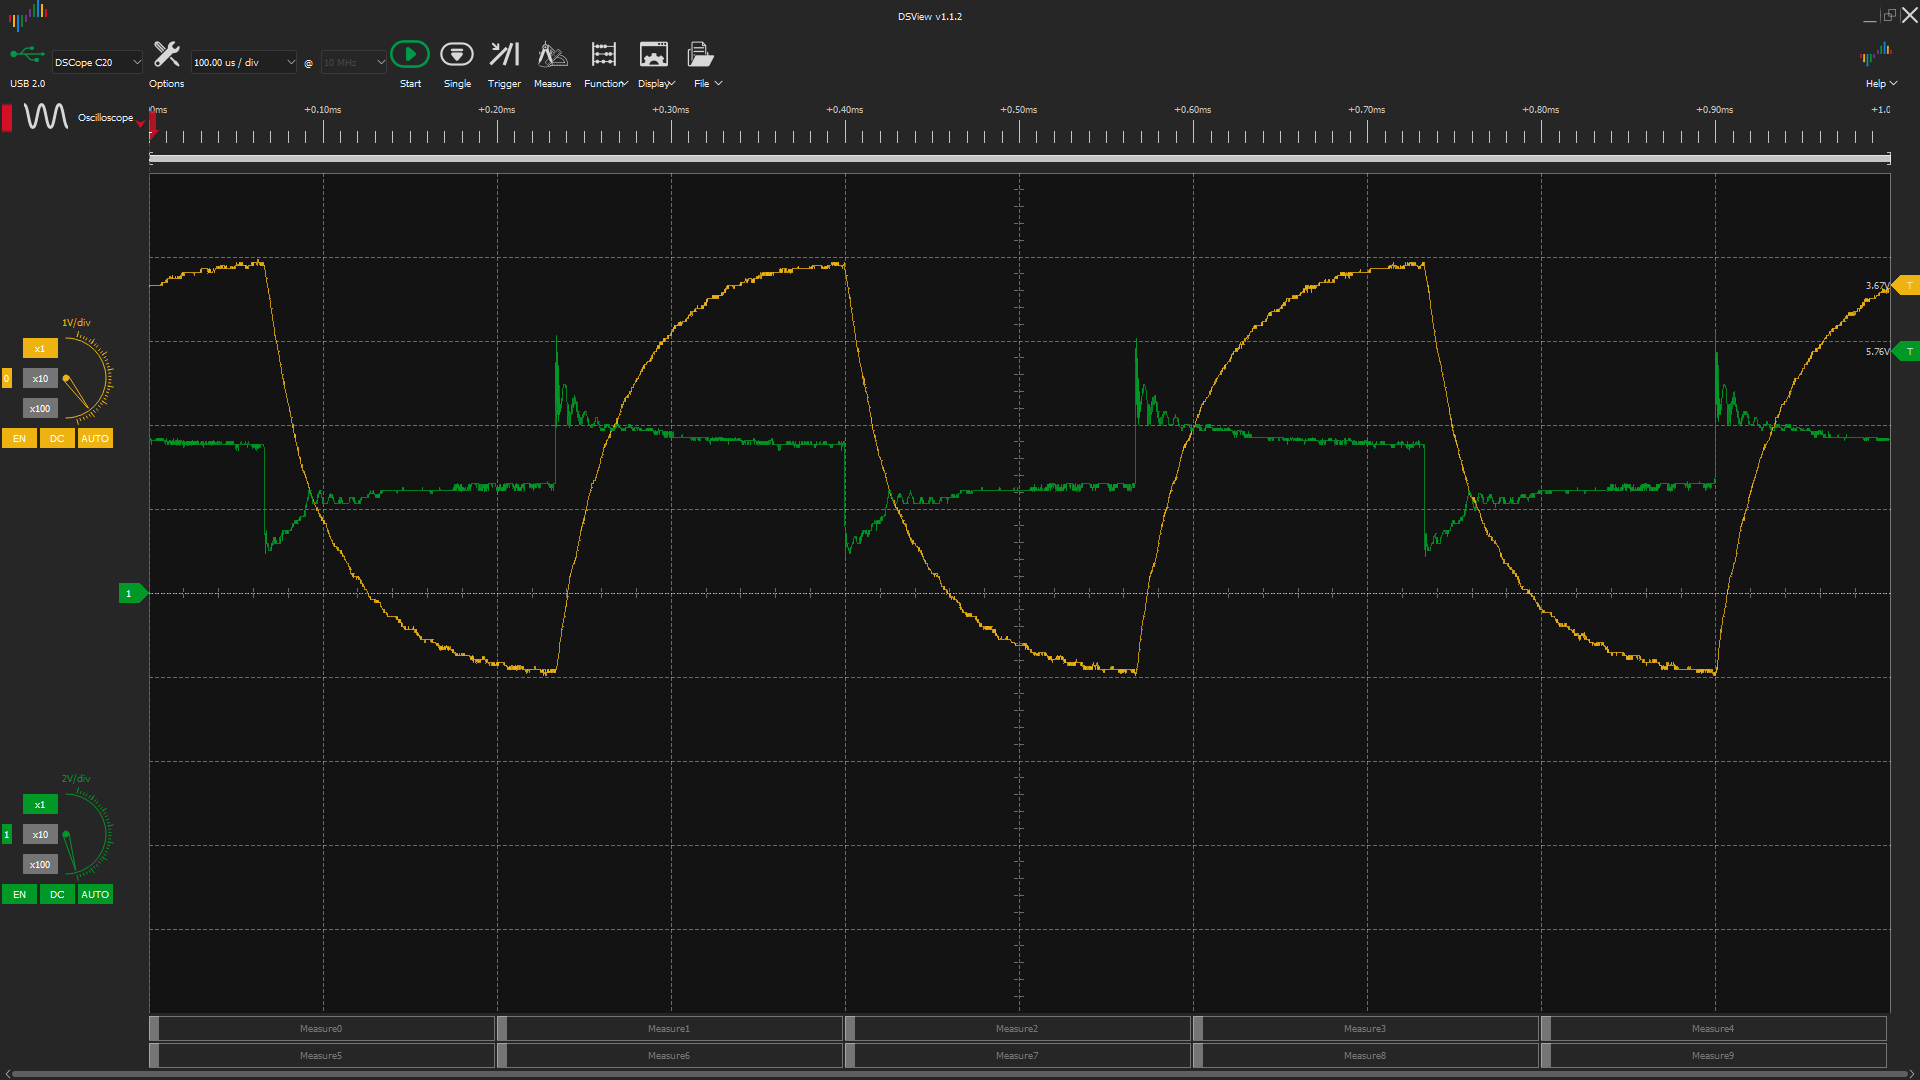 DSView v1.1.2
USB 2.0
DSCope C20
Options
100.00 us / div
@
10 MHz
Start
Single
Trigger
Measure
Function
Display
File
Help
Oscilloscope
0ms
+0.10ms
+0.20ms
+0.30ms
+0.40ms
+0.50ms
+0.60ms
+0.70ms
+0.80ms
+0.90ms
+1.0
3.67V
T
5.76V
T
1V/div
x1
0
x10
x100
EN
DC
AUTO
1
2V/div
x1
1
x10
x100
EN
DC
AUTO
Measure0
Measure1
Measure2
Measure3
Measure4
Measure5
Measure6
Measure7
Measure8
Measure9